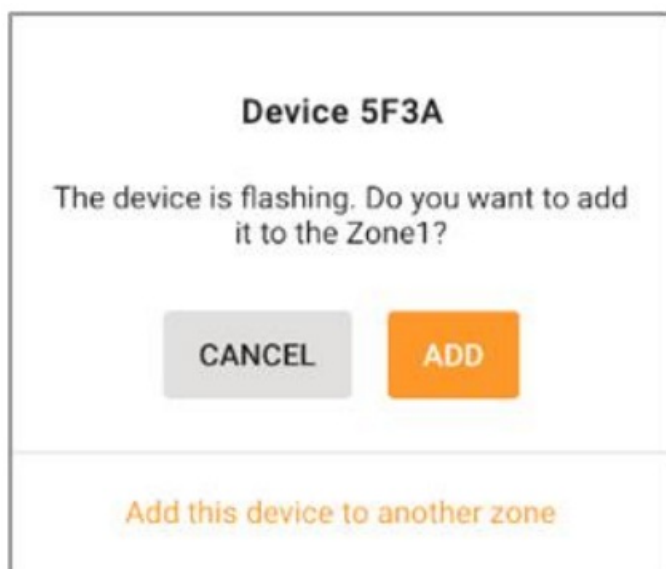 Device 5F3A
The device is flashing. Do you want to add
it to the Zone1?
CANCEL ADD
Add this device to another zone